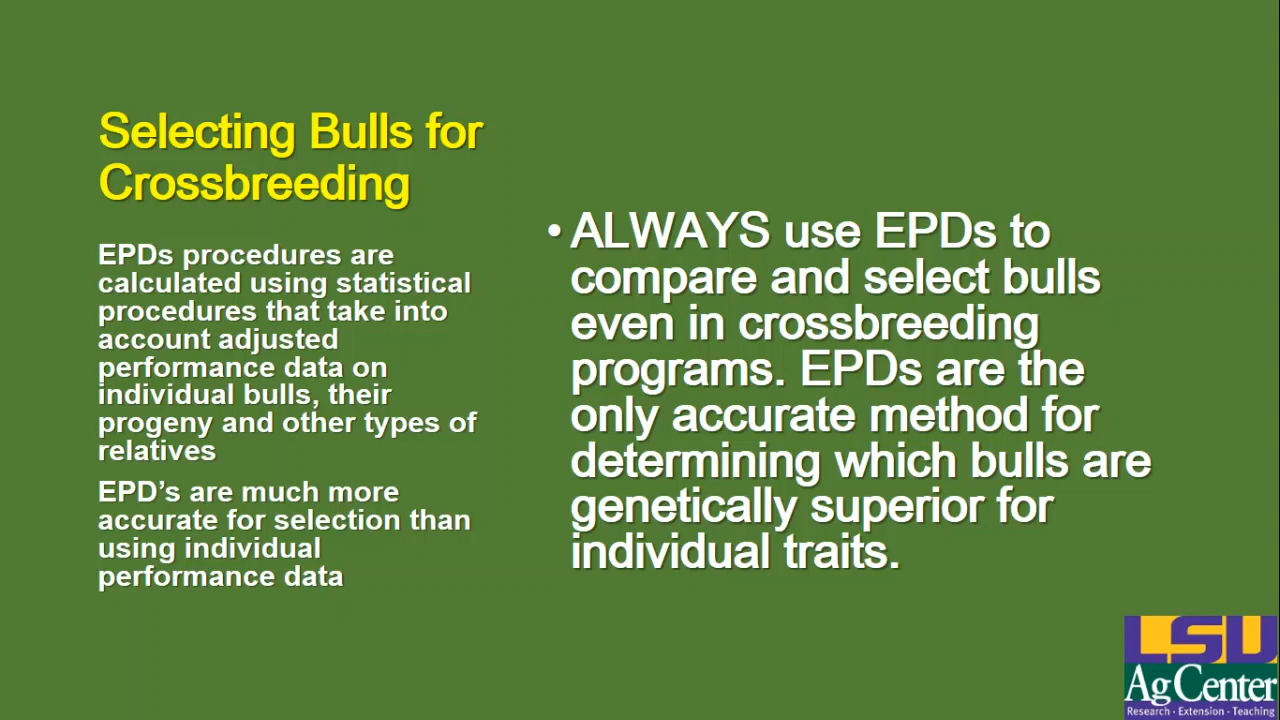 Selecting Bulls for
Crossbreeding
EPDs procedures are
calculated using statistical
procedures that take into
account adjusted
performance data on
individual bulls, their
progeny and other types of
relatives
EPD’s are much more
accurate for selection than
using individual
performance data
• ALWAYS use EPDs to
compare and select bulls
even in crossbreeding
programs. EPDs are the
only accurate method for
determining which bulls are
genetically superior for
individual traits.
LSU
AgCenter
Research · Extension · Teaching